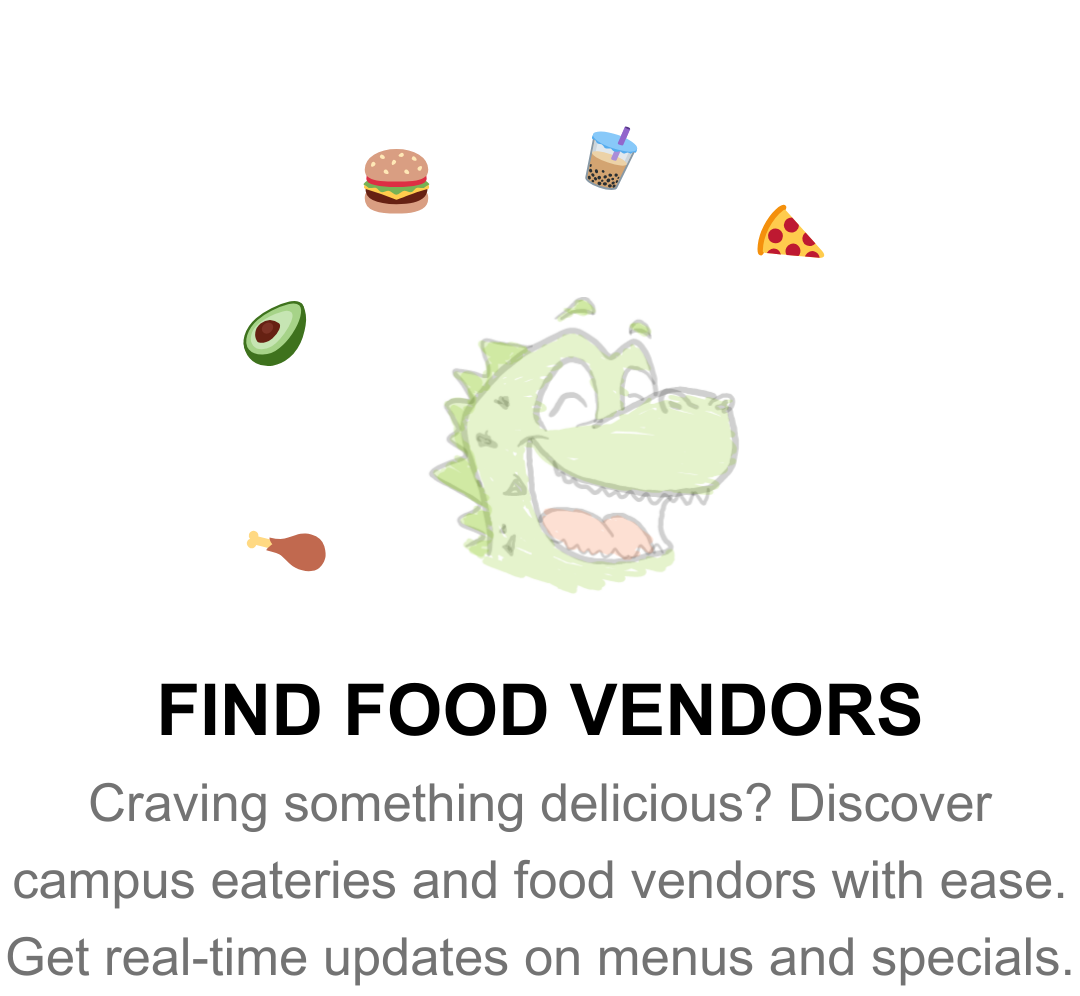 FIND FOOD VENDORS
Craving something delicious? Discover
campus eateries and food vendors with ease.
Get real-time updates on menus and specials.